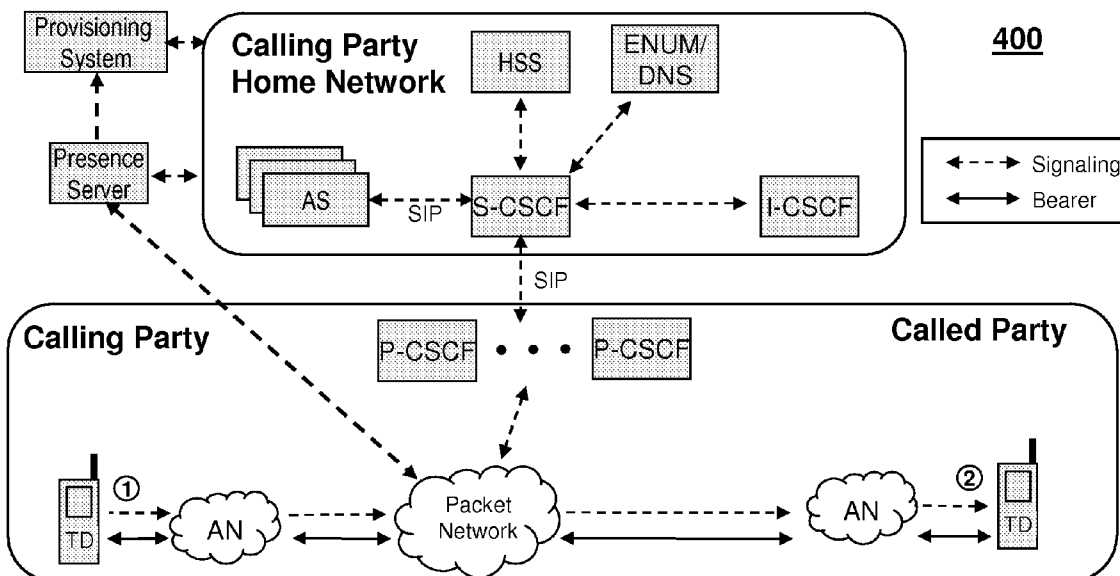 Provisioning
System
Calling Party
Home Network
HSS
ENUM/
DNS
400
Presence
Server
AS
SIP
S-CSCF
I-CSCF
Signaling
Bearer
SIP
Calling Party
P-CSCF
• • •
P-CSCF
Called Party
1
TD
AN
Packet
Network
AN
2
TD